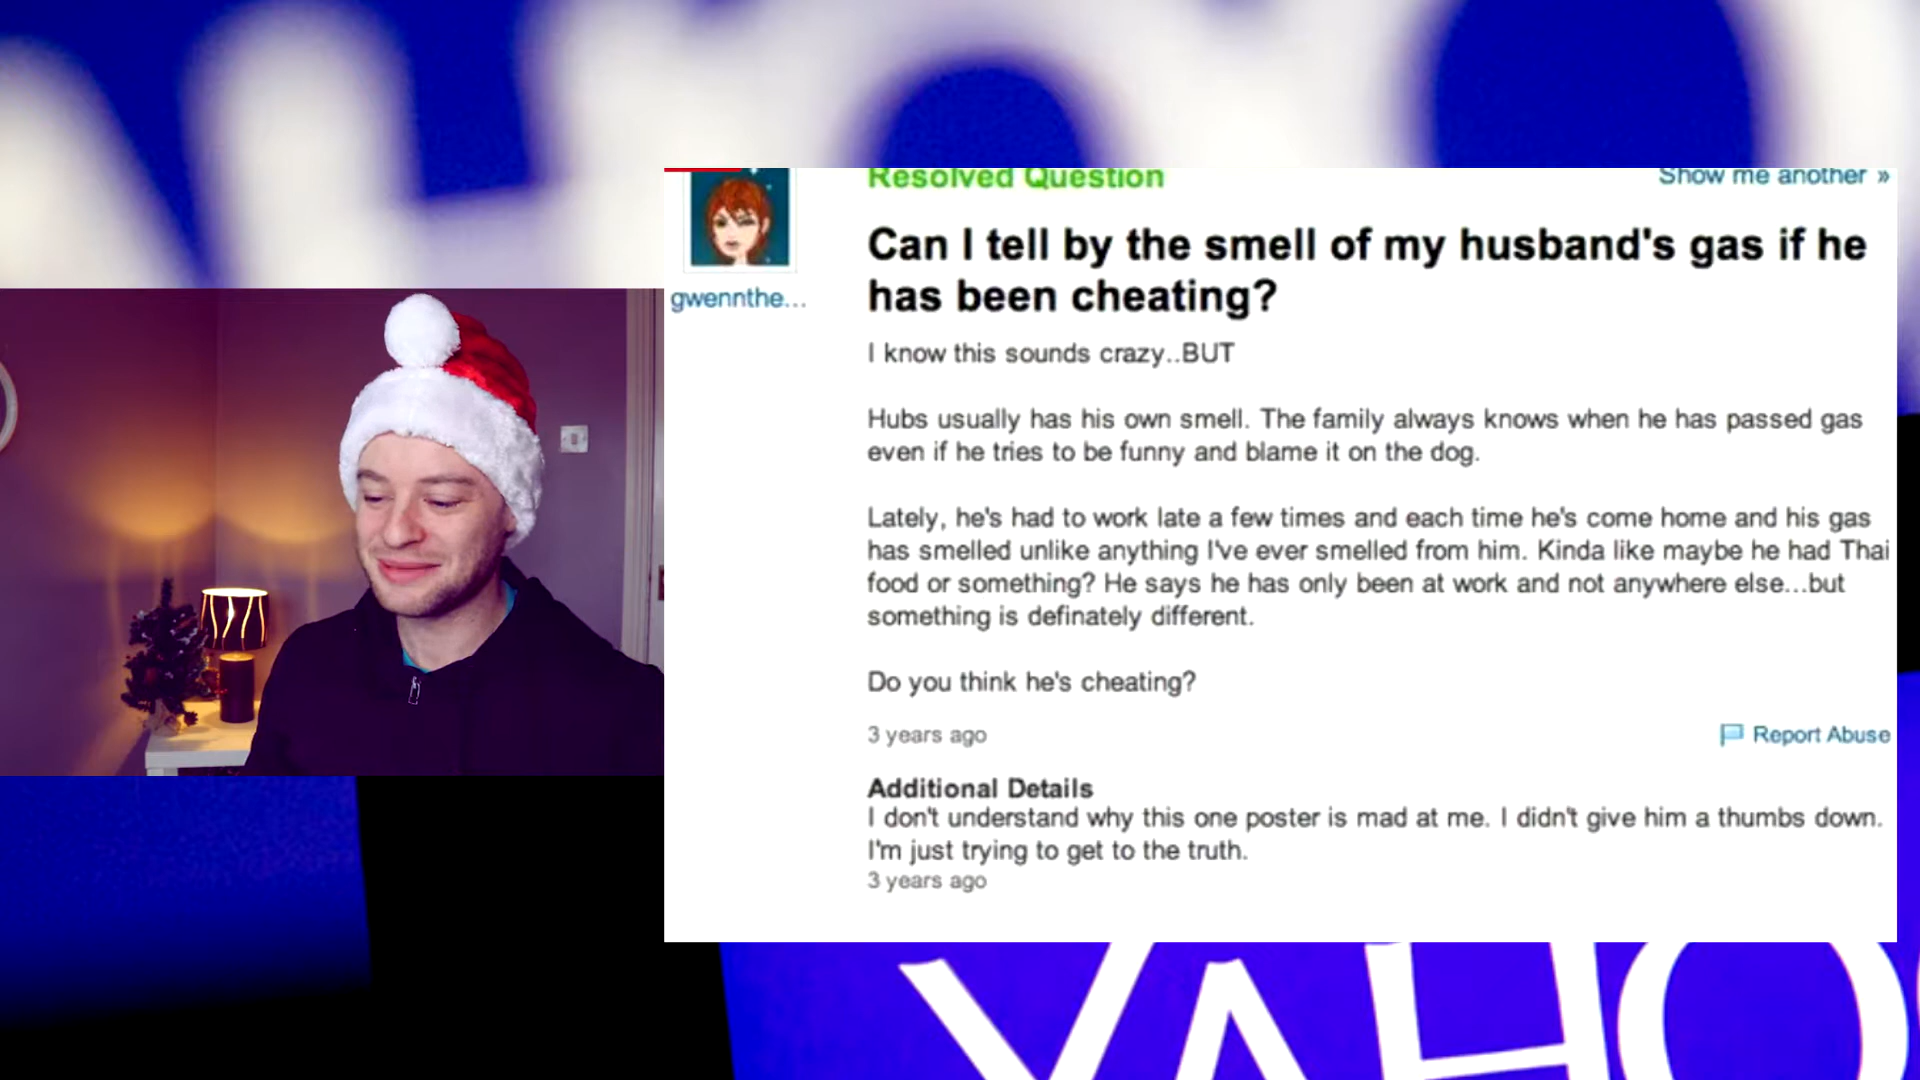 Resolved Question
Show me another »
Can I tell by the smell of my husband's gas if he
has been cheating?
gwennthe...
I know this sounds crazy..BUT
Hubs usually has his own smell. The family always knows when he has passed gas
even if he tries to be funny and blame it on the dog.
Lately, he's had to work late a few times and each time he's come home and his gas
has smelled unlike anything I've ever smelled from him. Kinda like maybe he had Thai
food or something? He says he has only been at work and not anywhere else...but
something is definately different.
Do you think he's cheating?
3 years ago
Report Abuse
Additional Details
I don't understand why this one poster is mad at me. I didn't give him a thumbs down.
I'm just trying to get to the truth.
3 years ago
YAHO